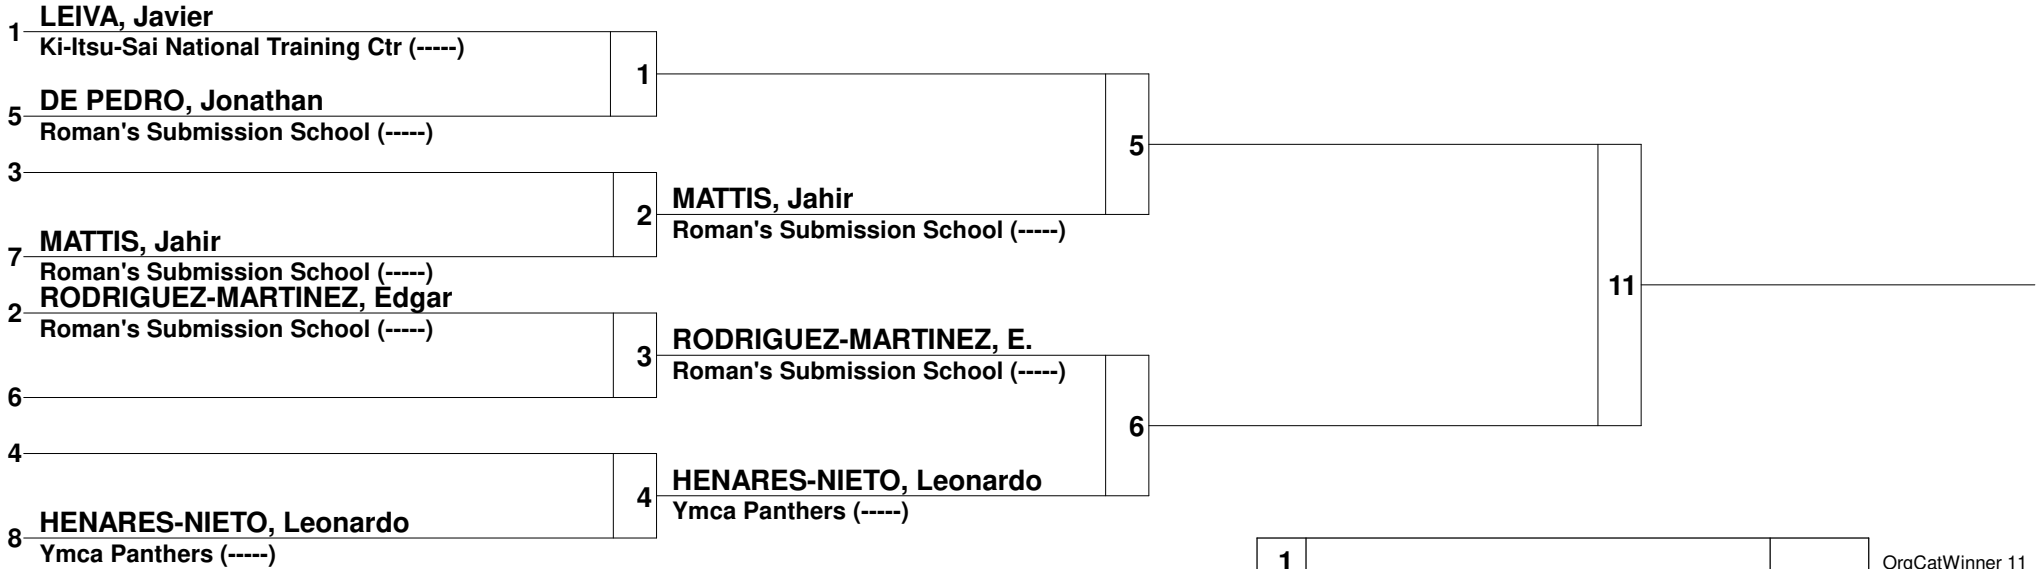 LEIVA, Javier
1
Ki-Itsu-Sai National Training Ctr (-----)
1
DE PEDRO, Jonathan
5
Roman's Submission School (-----)
5
3
MATTIS, Jahir
2
Roman's Submission School (-----)
MATTIS, Jahir
7
Roman's Submission School (-----)
RODRIGUEZ-MARTINEZ, Edgar
2
Roman's Submission School (-----)
11
RODRIGUEZ-MARTINEZ, E.
3
Roman's Submission School (-----)
6
6
4
HENARES-NIETO, Leonardo
4
Ymca Panthers (-----)
HENARES-NIETO, Leonardo
8
Ymca Panthers (-----)
1
OrgCatWinner 11